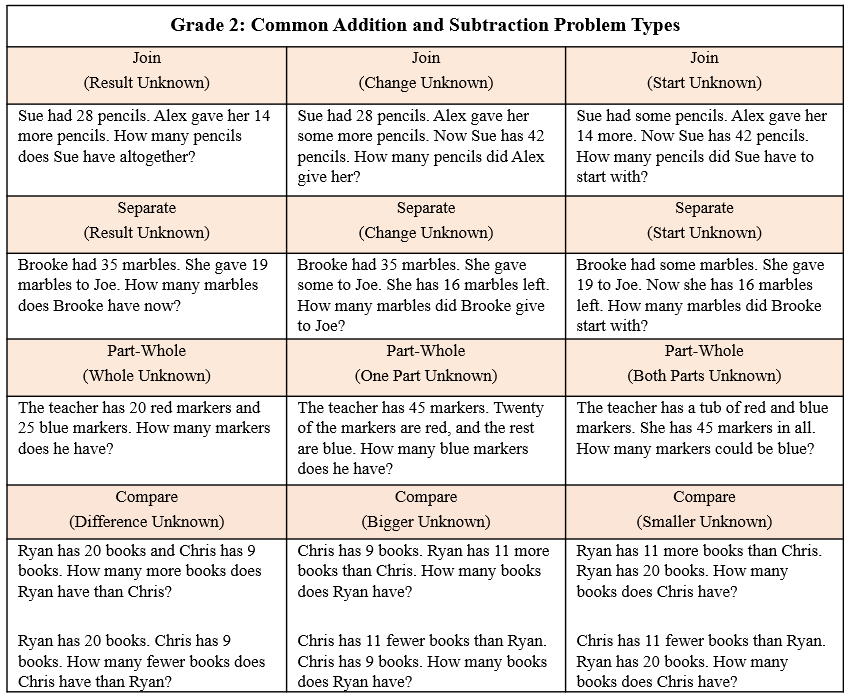 Grade 2: Common Addition and Subtraction Problem Types
Join
(Result Unknown)
Join
(Change Unknown)
Join
(Start Unknown)
Sue had 28 pencils. Alex gave her 14
more pencils. How many pencils
does Sue have altogether?
Sue had 28 pencils. Alex gave her
some more pencils. Now Sue has 42
pencils. How many pencils did Alex
give her?
Sue had some pencils. Alex gave her
14 more. Now Sue has 42 pencils.
How many pencils did Sue have to
start with?
Separate
(Result Unknown)
Separate
(Change Unknown)
Separate
(Start Unknown)
Brooke had 35 marbles. She gave 19
marbles to Joe. How many marbles
does Brooke have now?
Brooke had 35 marbles. She gave
some to Joe. She has 16 marbles left.
How many marbles did Brooke give
to Joe?
Brooke had some marbles. She gave
19 to Joe. Now she has 16 marbles
left. How many marbles did Brooke
start with?
Part-Whole
(Whole Unknown)
Part-Whole
(One Part Unknown)
Part-Whole
(Both Parts Unknown)
The teacher has 20 red markers and
25 blue markers. How many markers
does he have?
The teacher has 45 markers. Twenty
of the markers are red, and the rest
are blue. How many blue markers
does he have?
The teacher has a tub of red and blue
markers. She has 45 markers in all.
How many markers could be blue?
Compare
(Difference Unknown)
Compare
(Bigger Unknown)
Compare
(Smaller Unknown)
Ryan has 20 books and Chris has 9
books. How many more books does
Ryan have than Chris?
Ryan has 20 books. Chris has 9
books. How many fewer books does
Chris have than Ryan?
Chris has 9 books. Ryan has 11 more
books than Chris. How many books
does Ryan have?
Chris has 11 fewer books than Ryan.
Chris has 9 books. How many books
does Ryan have?
Ryan has 11 more books than Chris.
Ryan has 20 books. How many
books does Chris have?
Chris has 11 fewer books than Ryan.
Ryan has 20 books. How many
books does Chris have?